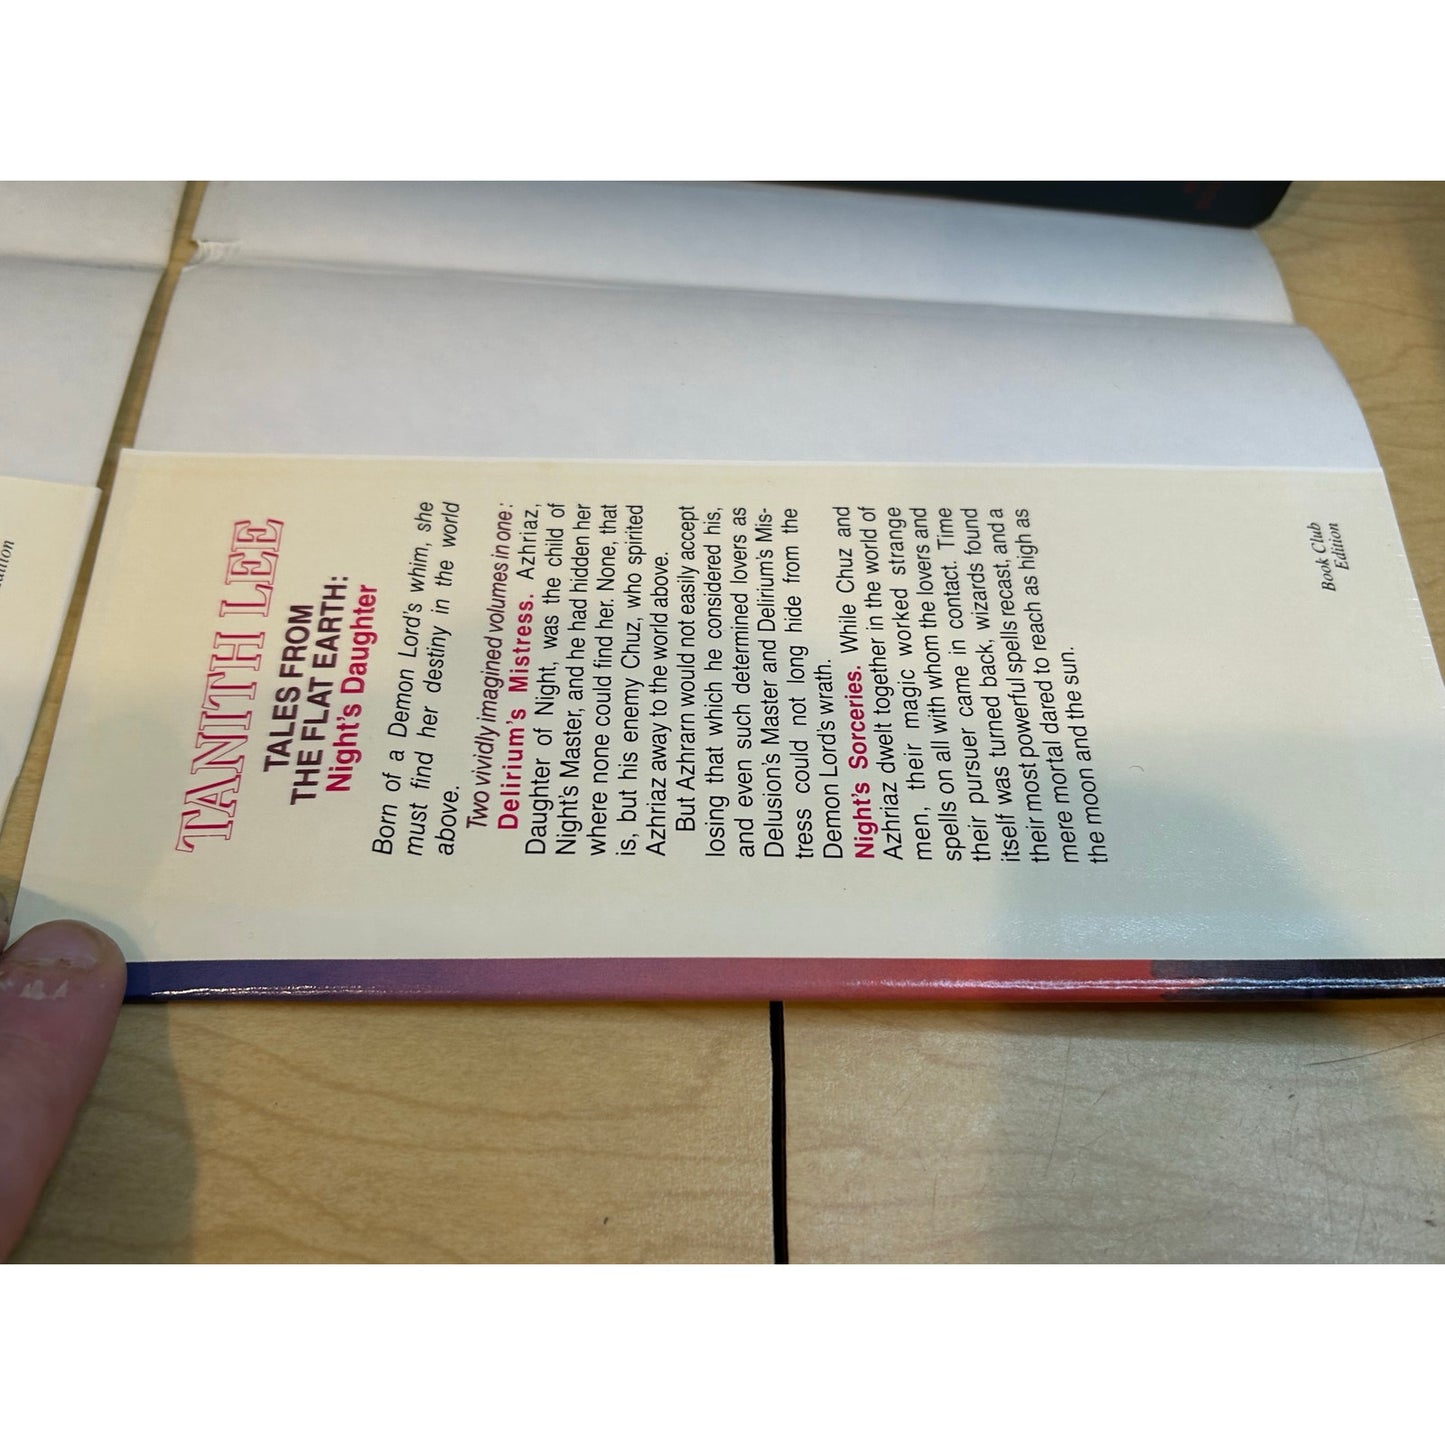 TANITH LEE
TALES FROM
THE FLAT EARTH:
Night's Daughter
Born of a Demon Lord's whim, she
must find her destiny in the world
above.
Two vividly imagined volumes in one:
Delirium's Mistress. Azhriaz,
Daughter of Night, was the child of
Night's Master, and he had hidden her
where none could find her. None, that
is, but his enemy Chuz, who spirited
Azhriaz away to the world above.
But Azhrarn would not easily accept
losing that which he considered his,
and even such determined lovers as
Delusion's Master and Delirium's Mis-
tress could not long hide from the
Demon Lord's wrath.
Night's Sorceries. While Chuz and
Azhriaz dwelt together in the world of
men, their magic worked strange
spells on all with whom the lovers and
their pursuer came in contact. Time
itself was turned back, wizards found
their most powerful spells recast, and a
mere mortal dared to reach as high as
the moon and the sun.
Book Club
Edition